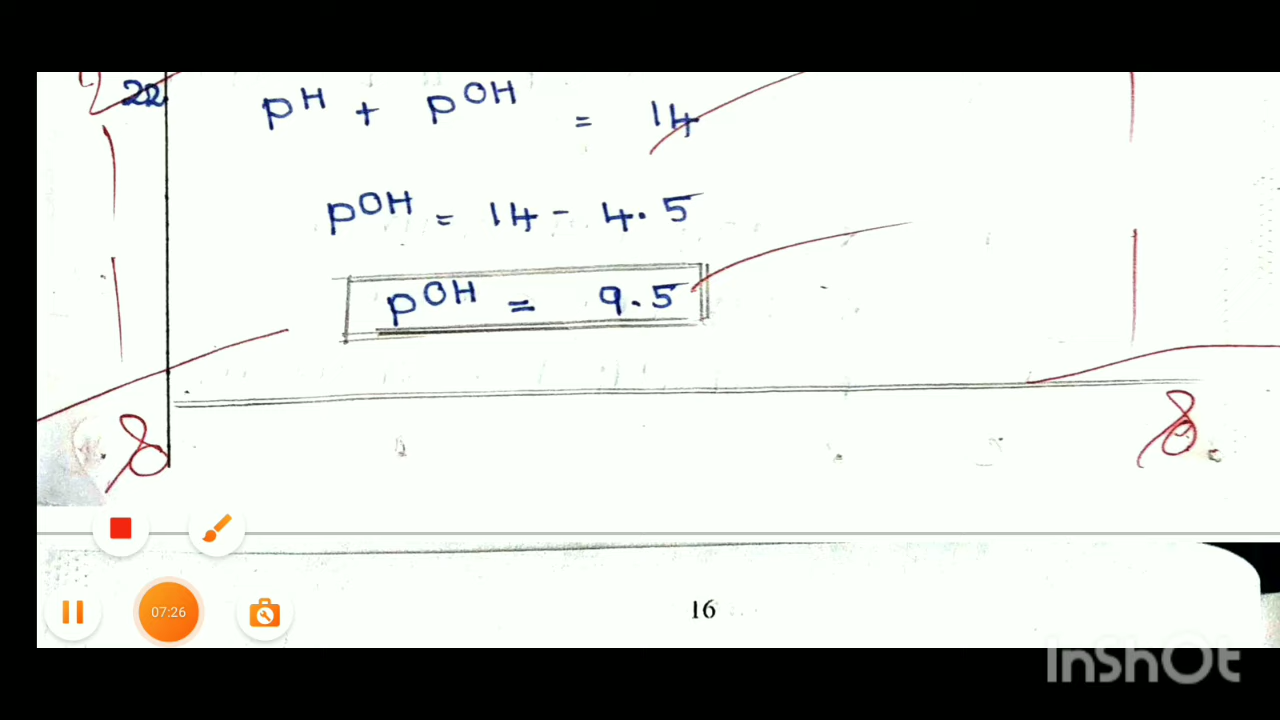 22
pH + pOH = 14
pOH = 14 - 4.5
pOH = 9.5
8 8
07:26
16
InShOt